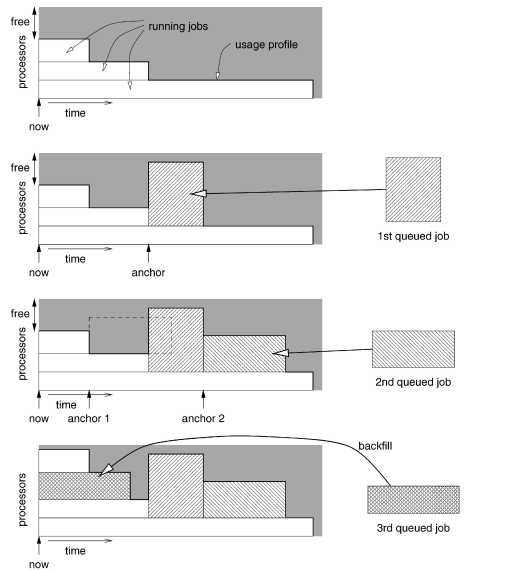 free
running jobs
usage profile
processors
time
now
free
processors
1st queued job
time
now
anchor
free
processors
2nd queued job
time
now
anchor 1
anchor 2
backfill
processors
3rd queued job
time
now